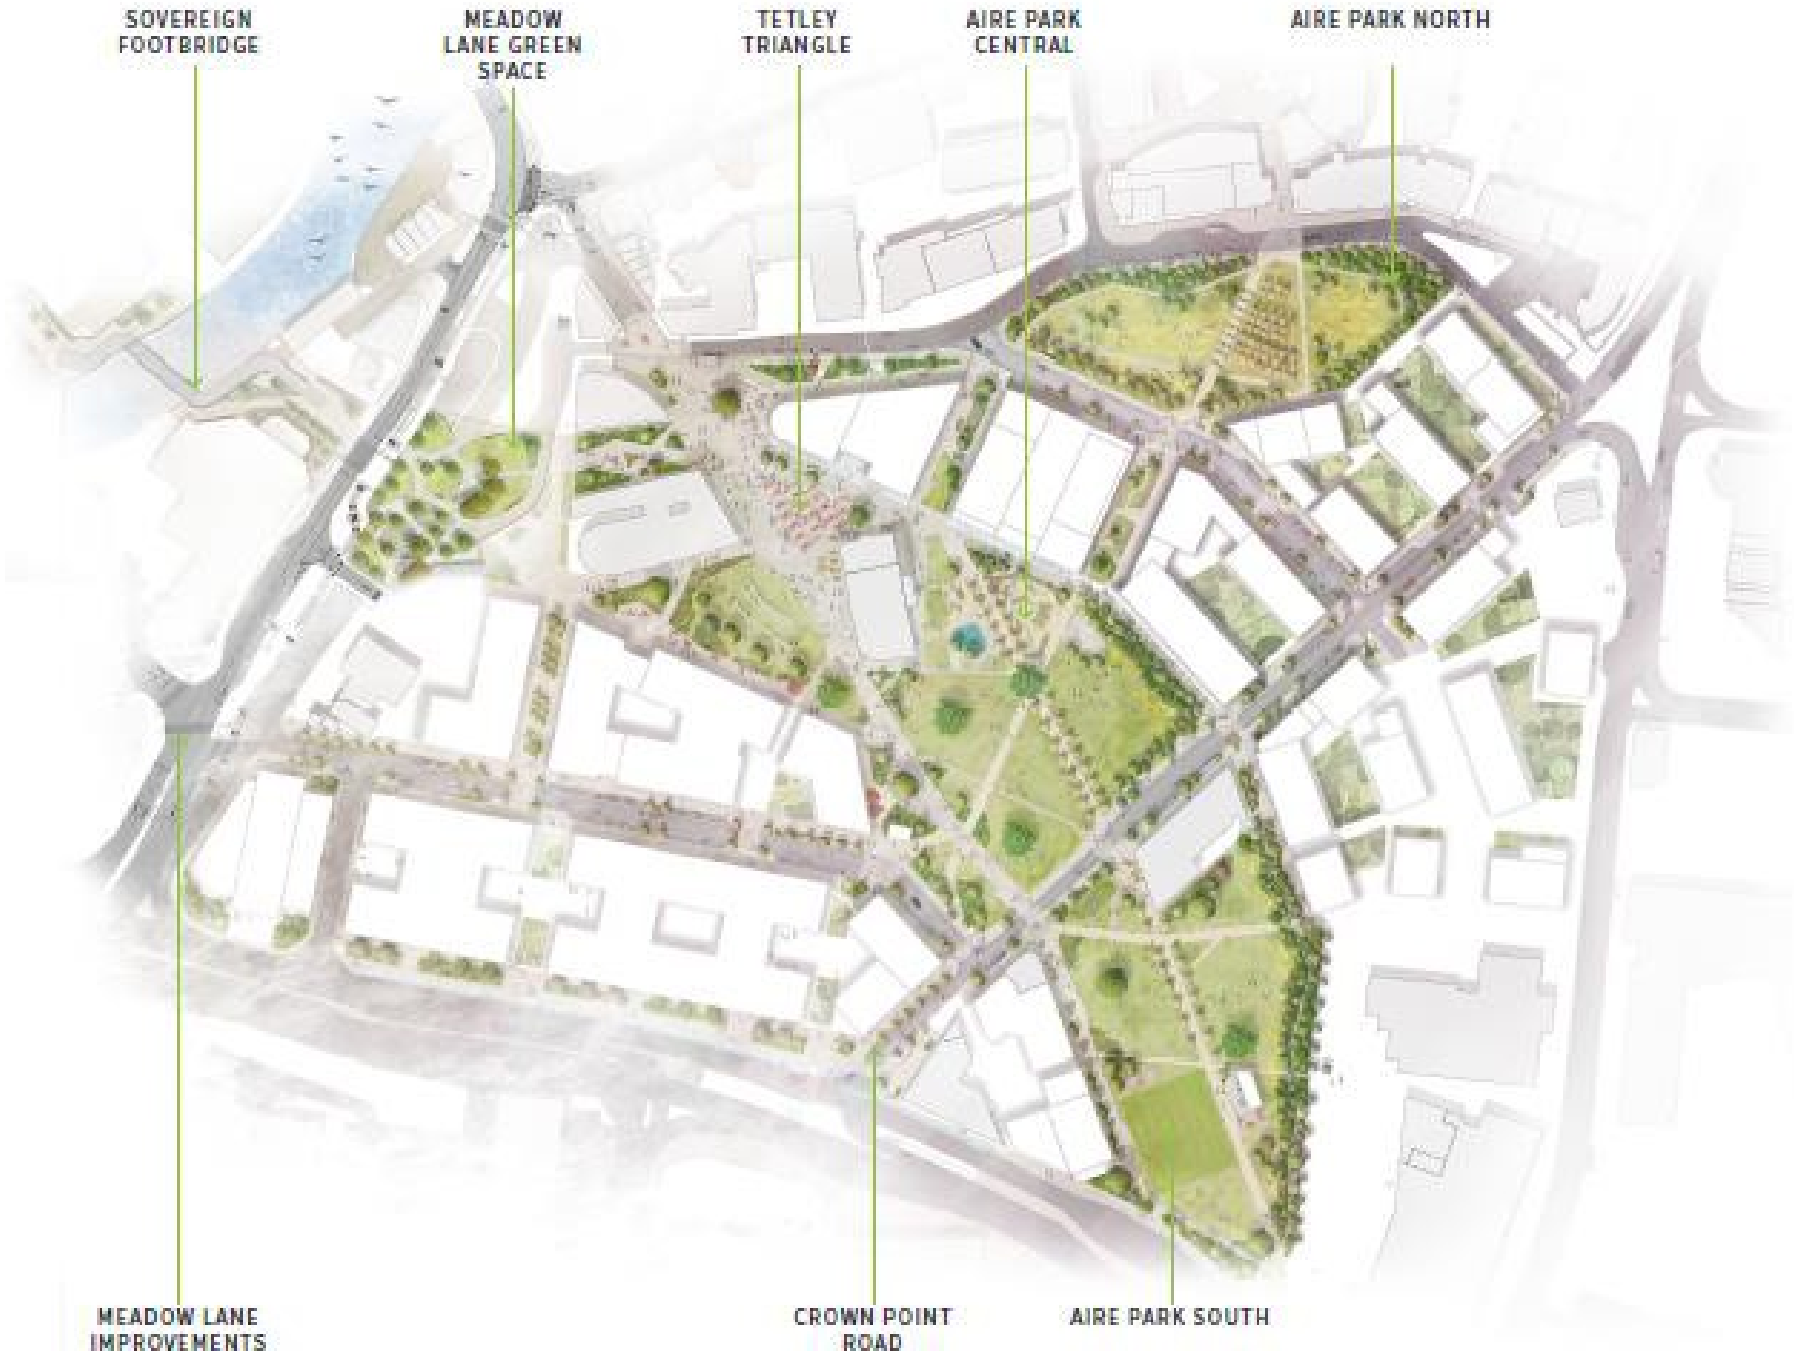 SOVEREIGN
FOOTBRIDGE
MEADOW
LANE GREEN
SPACE
TETLEY
TRIANGLE
AIRE PARK
CENTRAL
AIRE PARK NORTH
MEADOW LANE
IMPROVEMENTS
CROWN POINT
ROAD
AIRE PARK SOUTH